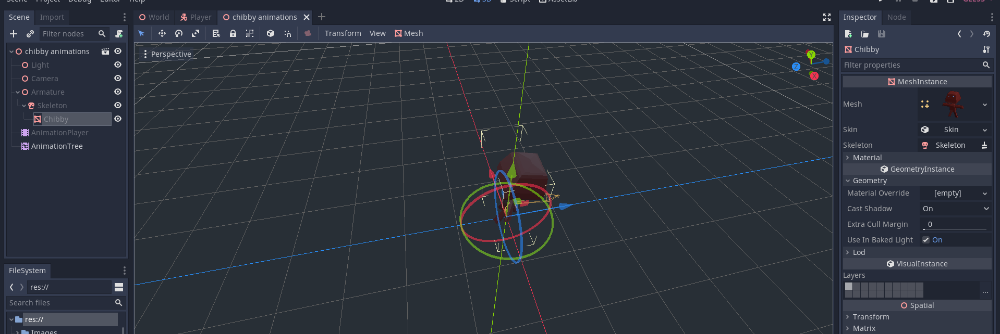 Scene Project Debug Editor Help
2D 3D Script AssetLib
GLES3
Scene Import
World Player chibby animations
Inspector Node
Filter nodes
Transform View Mesh
chibby animations
Light
Camera
Armature
Skeleton
Chibby
AnimationPlayer
AnimationTree
Perspective
Y
Z
X
FileSystem
res://
Search files
res://
Images
Chibby
Filter properties
MeshInstance
Mesh
Skin Skin
Skeleton Skeleton
Material
GeometryInstance
Geometry
Material Override [empty]
Cast Shadow On
Extra Cull Margin 0
Use In Baked Light On
Lod
VisualInstance
Layers
...
Spatial
Transform
Matrix